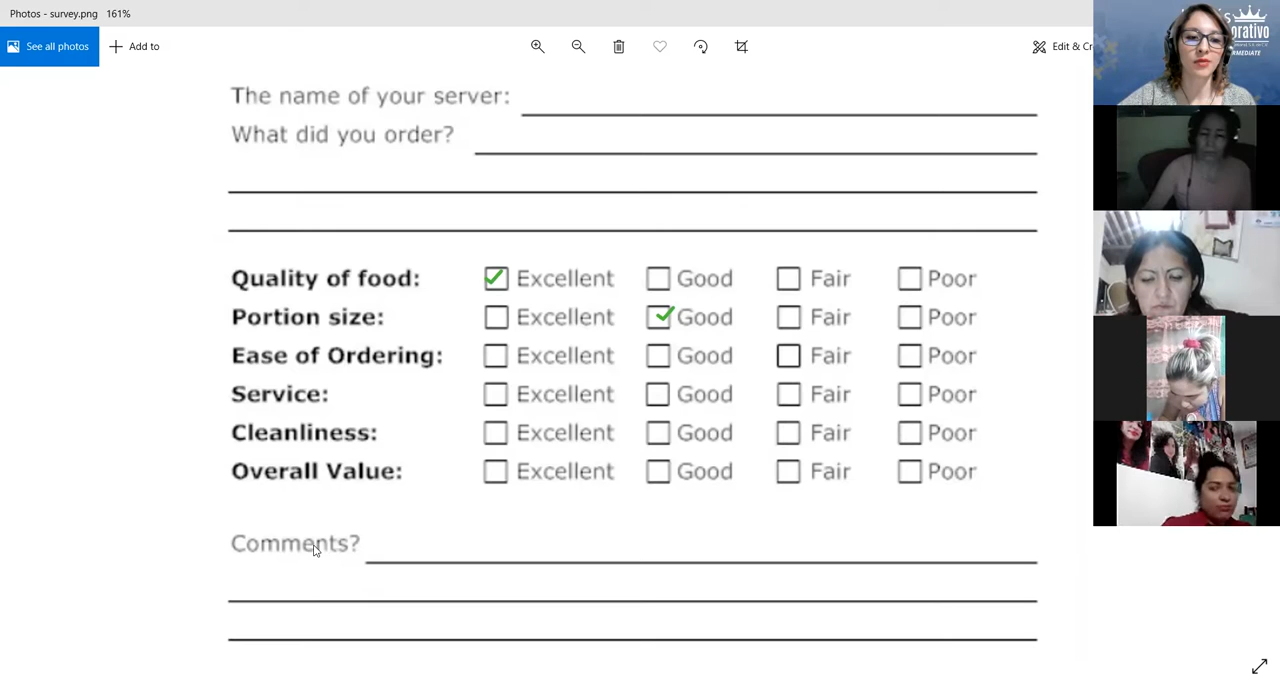 Photos - survey.png 161%
See all photos
Add to
Edit & Cr
The name of your server:
What did you order?
Quality of food: Excellent Good Fair Poor
Portion size: Excellent Good Fair Poor
Ease of Ordering: Excellent Good Fair Poor
Service: Excellent Good Fair Poor
Cleanliness: Excellent Good Fair Poor
Overall Value: Excellent Good Fair Poor
Comments?
orativo